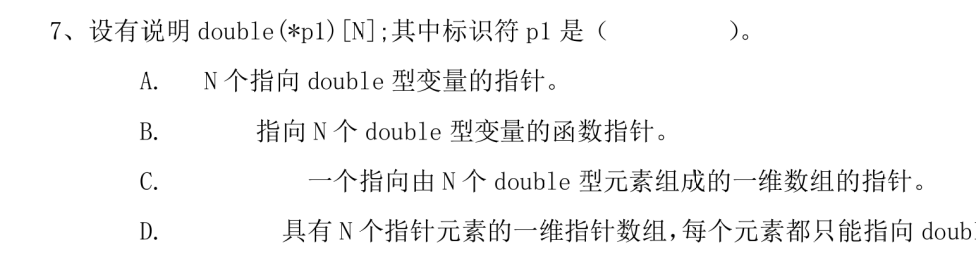 7、设有说明 double(*p1)[N];其中标识符 p1 是（ ）。
A. N 个指向 double 型变量的指针。
B. 指向 N 个 double 型变量的函数指针。
C. 一个指向由 N 个 double 型元素组成的一维数组的指针。
D. 具有 N 个指针元素的一维指针数组,每个元素都只能指向 doub